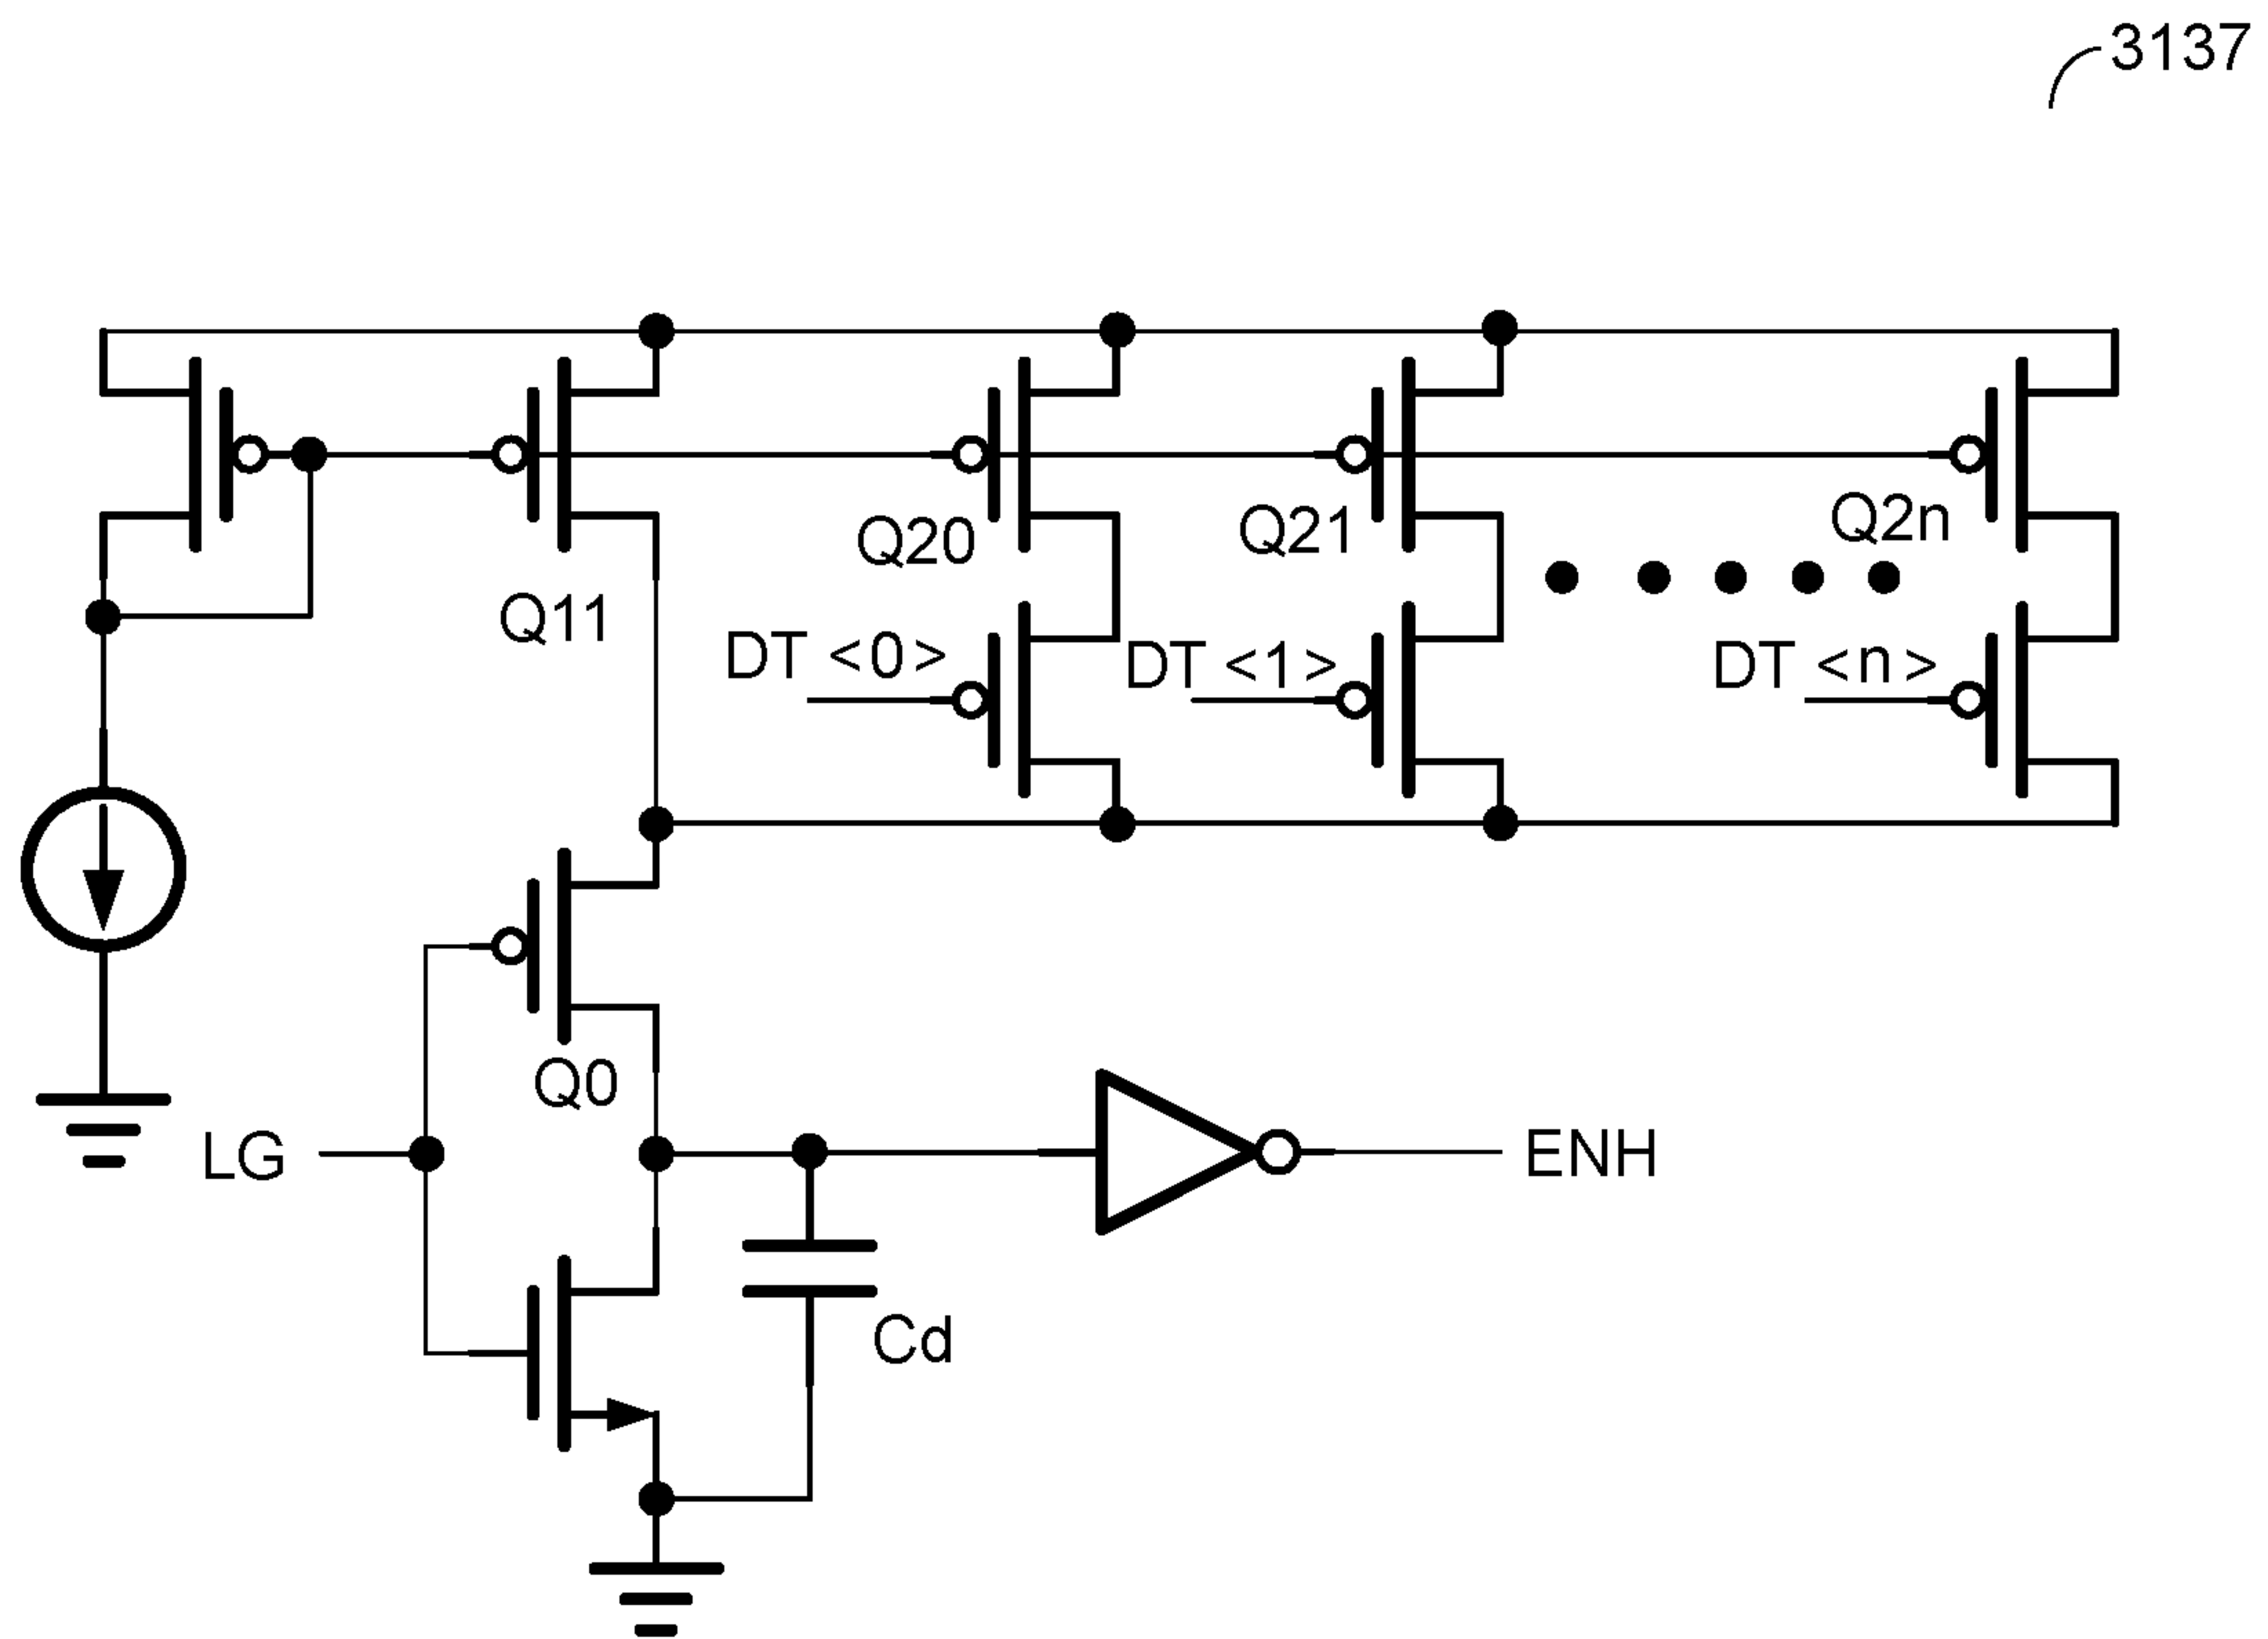 3137
Q20
Q21
Q2n
Q11
DT <0>
DT <1>
DT <n>
Q0
LG
ENH
Cd